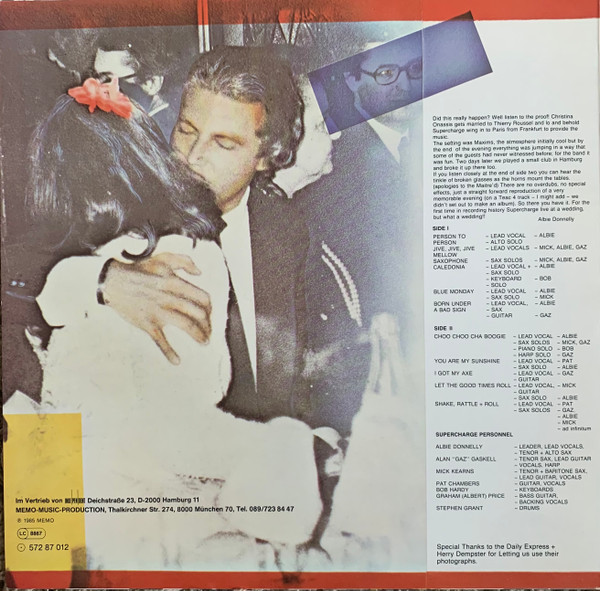 Did this really happen? Well listen to the proof! Christina
Onassis gets married to Thierry Roussel and lo and behold
Supercharge wing in to Paris from Frankfurt to provide the
music.
The setting was Maxims, the atmosphere initially cool but by
the end of the evening everything was jumping in a way that
some of the guests had never witnessed before; for the band it
was fun. Two days later we played a small club in Hamburg
and broke it up there too.
If you listen closely at the end of side two you can hear the
tinkle of broken glasses as the horns mount the tables.
(apologies to the Maitre'd) There are no overdubs, no special
effects; just a straight forward reproduction of a very
memorable evening (on a Teac 4 track – I might add – we
didn't set out to make an album). So there you have it. For the
first time in recording history Supercharge live at a wedding,
but what a wedding?
Albie Donnelly
SIDE I
PERSON TO – LEAD VOCAL – ALBIE
PERSON – ALTO SOLO
JIVE, JIVE, JIVE – LEAD VOCALS – MICK, ALBIE, GAZ
MELLOW
SAXOPHONE – SAX SOLOS – MICK, ALBIE, GAZ
CALEDONIA – LEAD VOCAL + – ALBIE
– SAX SOLO
– KEYBOARD – BOB
– SOLO
BLUE MONDAY – LEAD VOCAL – ALBIE
– SAX SOLO – MICK
BORN UNDER – LEAD VOCAL, – ALBIE
A BAD SIGN – SAX
– GUITAR – GAZ
SIDE II
CHOO CHOO CHA BOOGIE – LEAD VOCAL – ALBIE
– SAX SOLOS – MICK, GAZ
– PIANO SOLO – BOB
– HARP SOLO – GAZ
YOU ARE MY SUNSHINE – LEAD VOCAL – PAT
– SAX SOLO – ALBIE
I GOT MY AXE – LEAD VOCAL – GAZ
– GUITAR
LET THE GOOD TIMES ROLL – LEAD VOCAL, – MICK
– GUITAR
– SAX SOLO – ALBIE
SHAKE, RATTLE + ROLL – LEAD VOCAL – PAT
– SAX SOLOS – GAZ
– ALBIE
– MICK
– ad infinitum
SUPERCHARGE PERSONNEL
ALBIE DONNELLY – LEADER, LEAD VOCALS,
– TENOR + ALTO SAX
ALAN "GAZ" GASKELL – TENOR SAX, LEAD GUITAR
– VOCALS, HARP
MICK KEARNS – TENOR + BARITONE SAX,
– LEAD GUITAR, VOCALS
PAT CHAMBERS – GUITAR, VOCALS
BOB HARDY – KEYBOARDS
GRAHAM (ALBERT) PRICE – BASS GUITAR,
– BACKING VOCALS
STEPHEN GRANT – DRUMS
Special Thanks to the Daily Express +
Herry Dempster for Letting us use their
photographs.
Im Vertrieb von Deichstraße 23, D-2000 Hamburg 11
MEMO-MUSIC-PRODUCTION, Thalkirchner Str. 274, 8000 München 70, Tel. 089/723 84 47
℗ 1985 MEMO
LC 8867
572 87 012